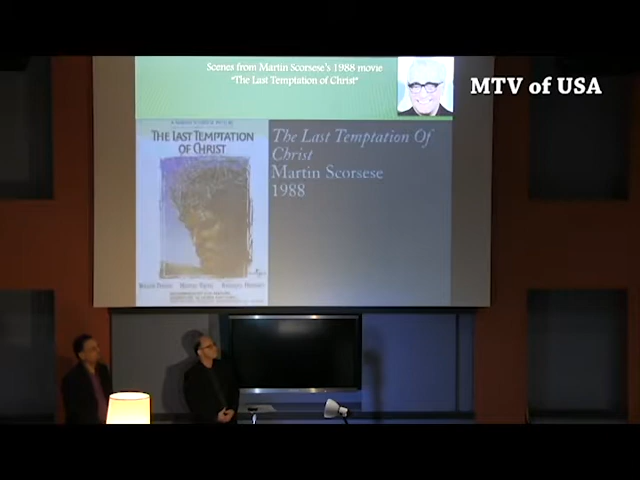 Scenes from Martin Scorsese's 1988 movie
"The Last Temptation of Christ"
MTV of USA
THE LAST TEMPTATION
OF CHRIST
The Last Temptation Of
Christ
Martin Scorsese
1988